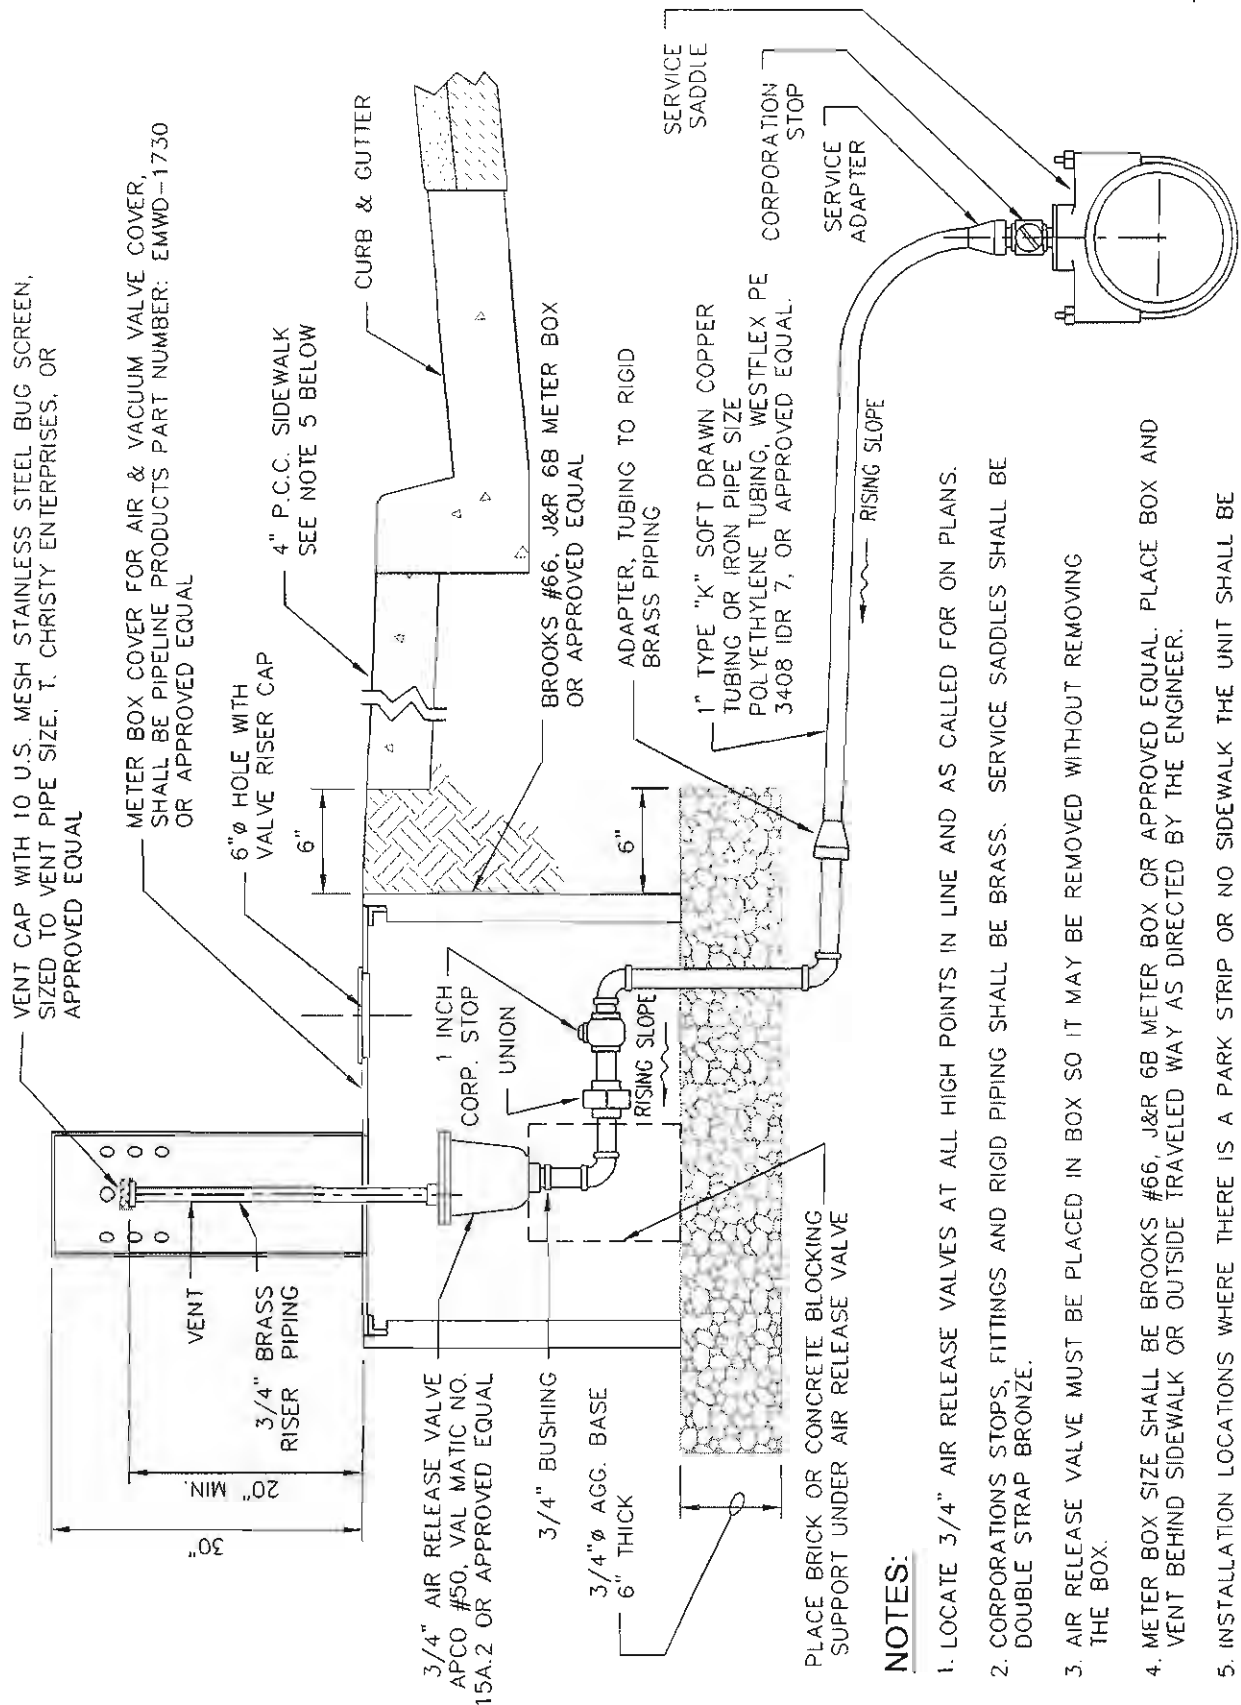 VENT CAP WITH 10 U.S. MESH STAINLESS STEEL BUG SCREEN,
SIZED TO VENT PIPE SIZE, T. CHRISTY ENTERPRISES, OR
APPROVED EQUAL
METER BOX COVER FOR AIR & VACUUM VALVE COVER,
SHALL BE PIPELINE PRODUCTS PART NUMBER: EMWD-1730
OR APPROVED EQUAL
6"ø HOLE WITH
VALVE RISER CAP
4" P.C.C. SIDEWALK
SEE NOTE 5 BELOW
CURB & GUTTER
30"
20" MIN.
VENT
3/4" BRASS
RISER PIPING
6"
1 INCH
CORP. STOP
UNION
BROOKS #66, J&R 6B METER BOX
OR APPROVED EQUAL
3/4" AIR RELEASE VALVE
APCO #50, VAL MATIC NO.
15A.2 OR APPROVED EQUAL
3/4" BUSHING
3/4"ø AGG. BASE
6" THICK
RISING SLOPE
6"
ADAPTER, TUBING TO RIGID
BRASS PIPING
1" TYPE "K" SOFT DRAWN COPPER
TUBING OR IRON PIPE SIZE
POLYETHYLENE TUBING, WESTFLEX PE
3408 IDR 7, OR APPROVED EQUAL.
RISING SLOPE
SERVICE
SADDLE
CORPORATION
STOP
SERVICE
ADAPTER
PLACE BRICK OR CONCRETE BLOCKING
SUPPORT UNDER AIR RELEASE VALVE
NOTES:
1. LOCATE 3/4" AIR RELEASE VALVES AT ALL HIGH POINTS IN LINE AND AS CALLED FOR ON PLANS.
2. CORPORATIONS STOPS, FITTINGS AND RIGID PIPING SHALL BE BRASS. SERVICE SADDLES SHALL BE
DOUBLE STRAP BRONZE.
3. AIR RELEASE VALVE MUST BE PLACED IN BOX SO IT MAY BE REMOVED WITHOUT REMOVING
THE BOX.
4. METER BOX SIZE SHALL BE BROOKS #66, J&R 6B METER BOX OR APPROVED EQUAL. PLACE BOX AND
VENT BEHIND SIDEWALK OR OUTSIDE TRAVELED WAY AS DIRECTED BY THE ENGINEER.
5. INSTALLATION LOCATIONS WHERE THERE IS A PARK STRIP OR NO SIDEWALK THE UNIT SHALL BE